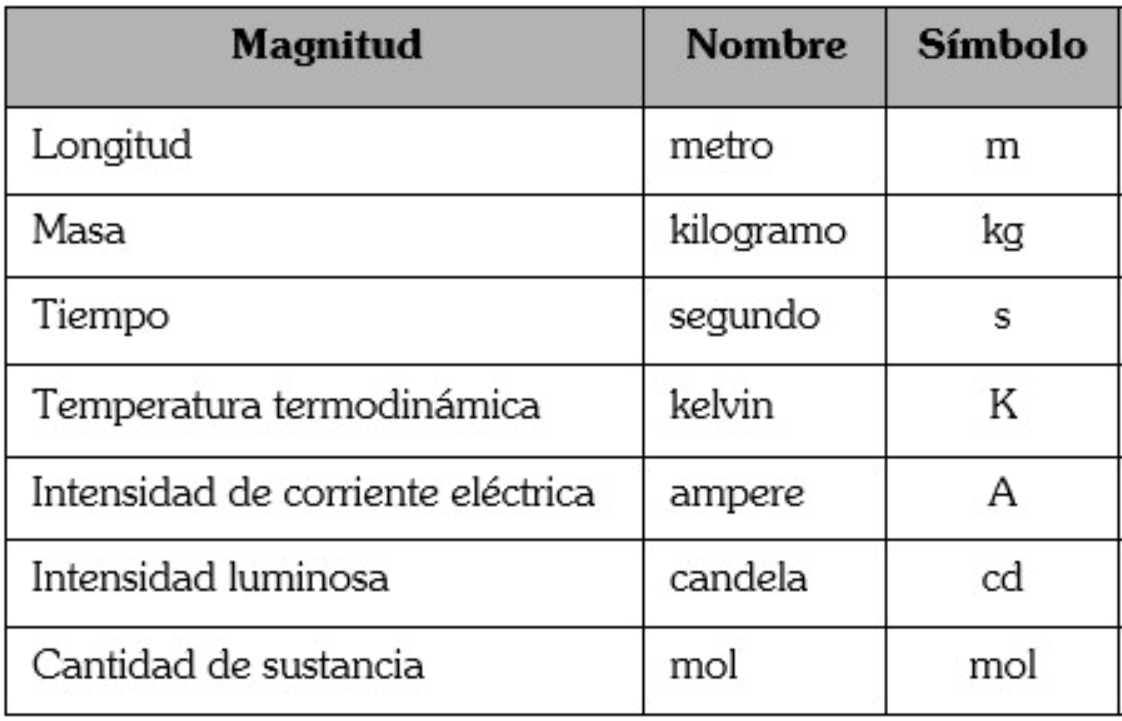 Magnitud Nombre Símbolo
Longitud metro m
Masa kilogramo kg
Tiempo segundo s
Temperatura termodinámica kelvin K
Intensidad de corriente eléctrica ampere A
Intensidad luminosa candela cd
Cantidad de sustancia mol mol